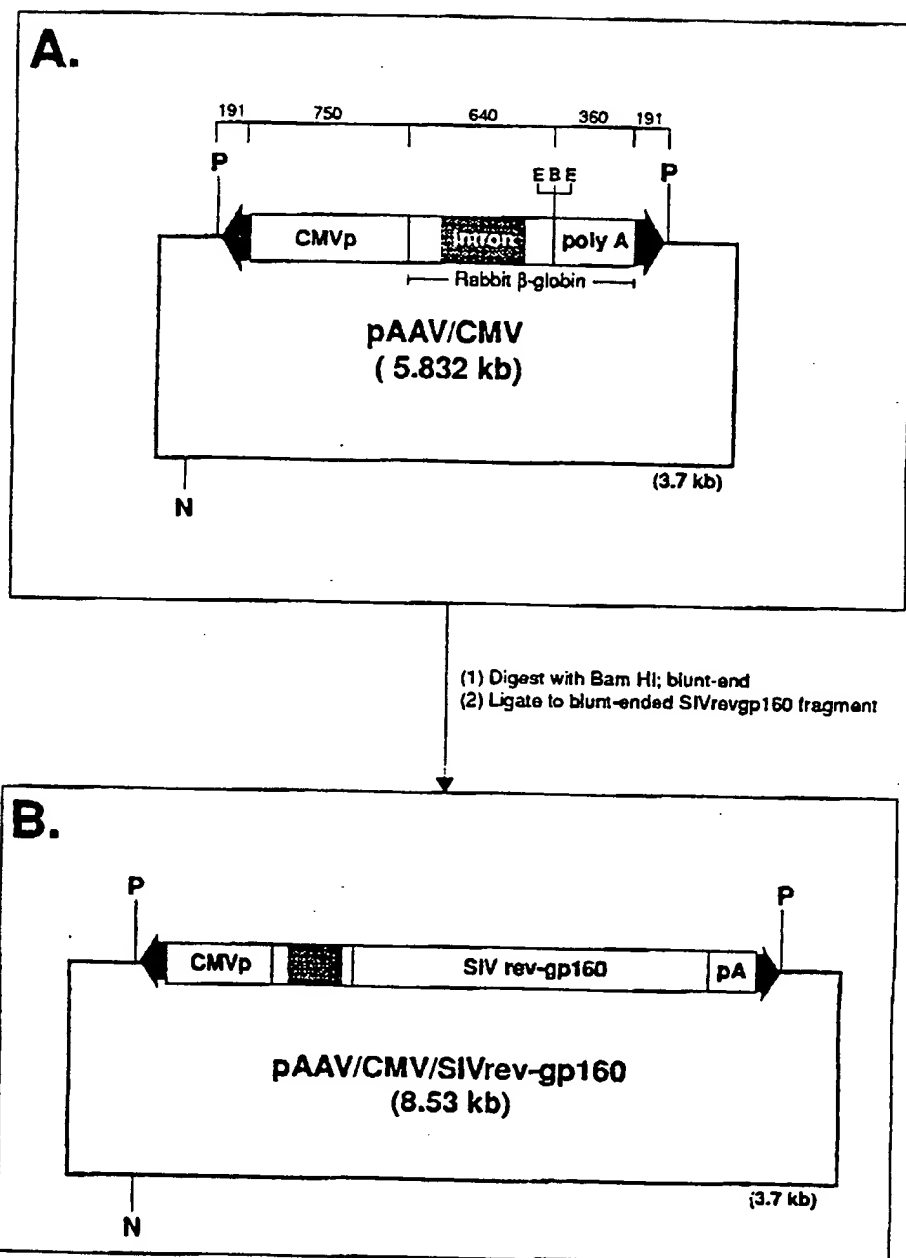 A.
191 750 640 360 191
P P
E B E
CMVp Intron poly A
Rabbit β-globin
pAAV/CMV
( 5.832 kb)
(3.7 kb)
N
(1) Digest with Bam HI; blunt-end
(2) Ligate to blunt-ended SIVrevgp160 fragment
B.
P P
CMVp SIV rev-gp160 pA
pAAV/CMV/SIVrev-gp160
(8.53 kb)
(3.7 kb)
N